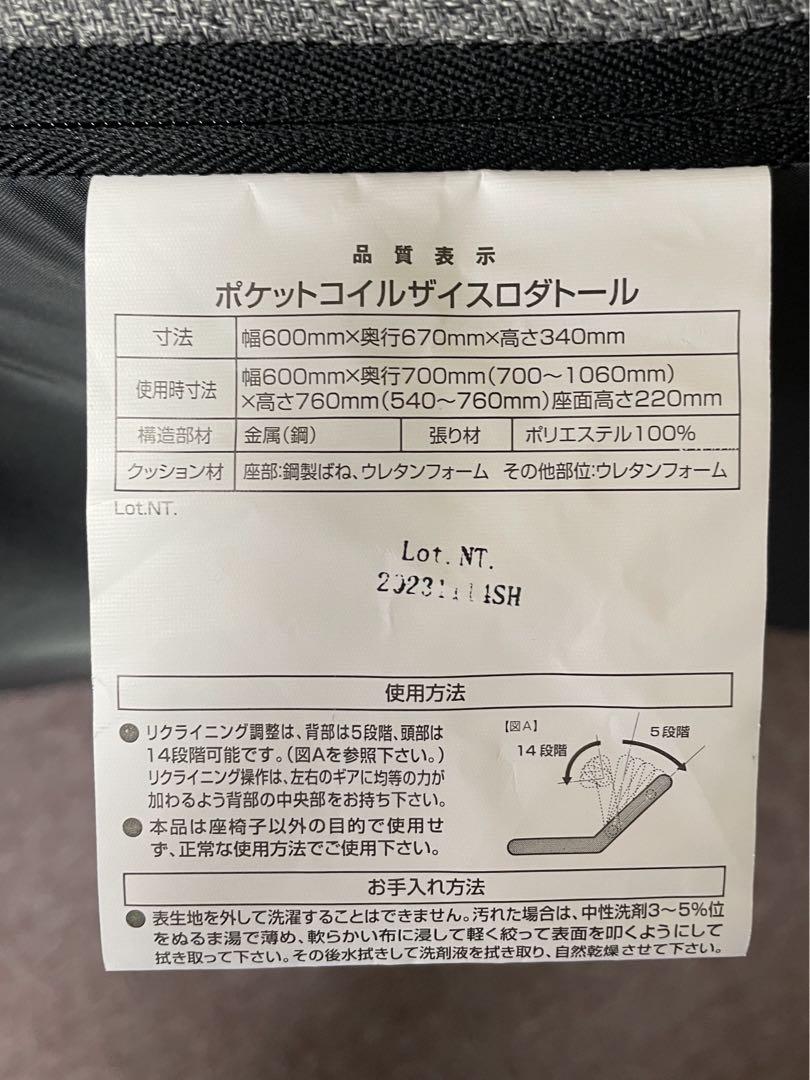 品質表示
ポケットコイルザイスロダトール
寸法 幅600mm×奥行670mm×高さ340mm
使用時寸法 幅600mm×奥行700mm(700～1060mm)
×高さ760mm(540～760mm)座面高さ220mm
構造部材 金属(鋼) 張り材 ポリエステル100%
クッション材 座部:鋼製ばね、ウレタンフォーム その他部位:ウレタンフォーム
Lot.NT.
Lot. NT.
使用方法
● リクライニング調整は、背部は5段階、頭部は
14段階可能です。(図Aを参照下さい。)
リクライニング操作は、左右のギアに均等の力が
加わるよう背部の中央部をお持ち下さい。
● 本品は座椅子以外の目的で使用せ
ず、正常な使用方法でご使用下さい。
【図A】
14段階
5段階
お手入れ方法
● 表生地を外して洗濯することはできません。汚れた場合は、中性洗剤3～5%位
をぬるま湯で薄め、軟らかい布に浸して軽く絞って表面を叩くようにして
拭き取って下さい。その後水拭きして洗剤液を拭き取り、自然乾燥させて下さい。